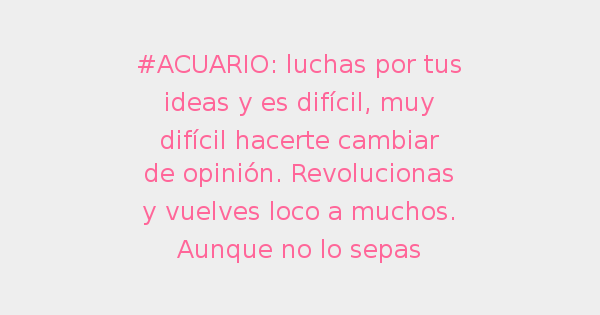 #ACUARIO: luchas por tus
ideas y es difícil, muy
difícil hacerte cambiar
de opinión. Revolucionas
y vuelves loco a muchos.
Aunque no lo sepas